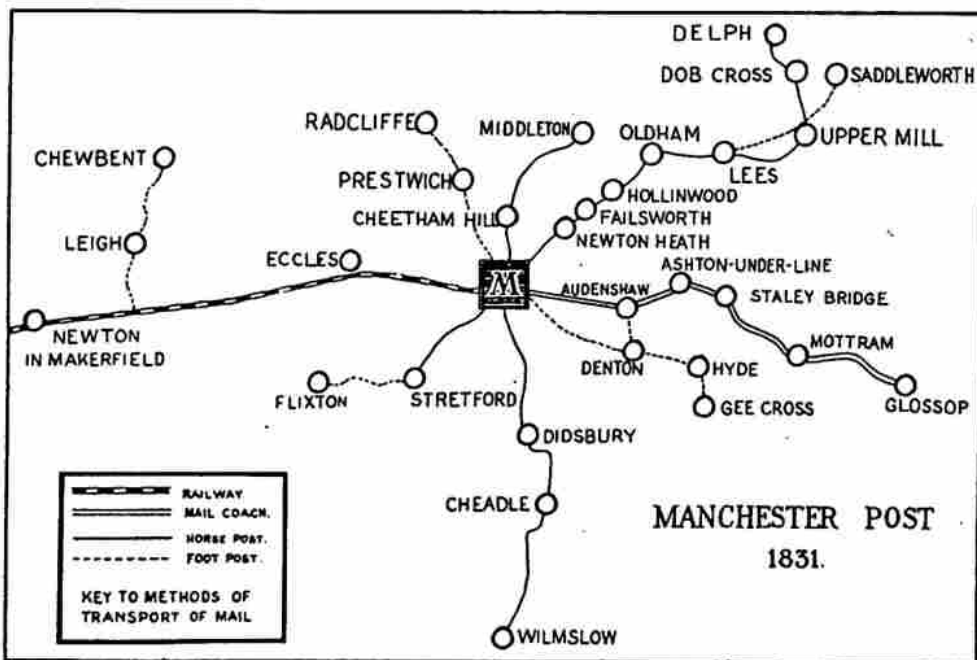 DELPH
DOB CROSS
SADDLEWORTH
RADCLIFFE
MIDDLETON
OLDHAM
UPPER MILL
CHEWBENT
LEES
PRESTWICH
HOLLINWOOD
CHEETHAM HILL
FAILSWORTH
NEWTON HEATH
LEIGH
ECCLES
M
AUDENSHAW
ASHTON-UNDER-LINE
STALEY BRIDGE
NEWTON
IN MAKERFIELD
MOTTRAM
DENTON
HYDE
FLIXTON
STRETFORD
GEE CROSS
GLOSSOP
DIDSBURY
CHEADLE
RAILWAY
MAIL COACH.
HORSE POST.
FOOT POST.
KEY TO METHODS OF
TRANSPORT OF MAIL
MANCHESTER POST
1831.
WILMSLOW